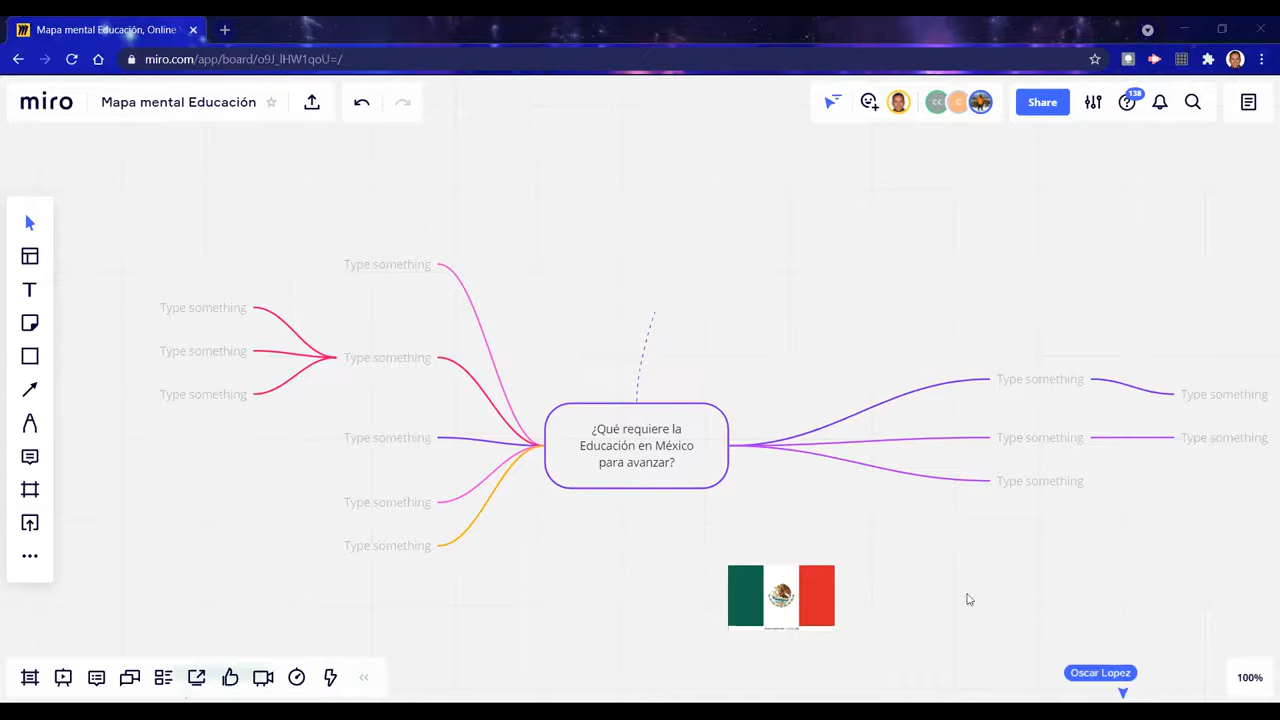 Mapa mental Educación, Online
miro.com/app/board/o9J_lHW1qoU=/
miro
Mapa mental Educación
CC
C
Share
138
Type something
Type something
Type something
Type something
Type something
Type something
Type something
Type something
¿Qué requiere la
Educación en México
para avanzar?
Type something
Type something
Type something
Type something
Type something
Oscar Lopez
100%